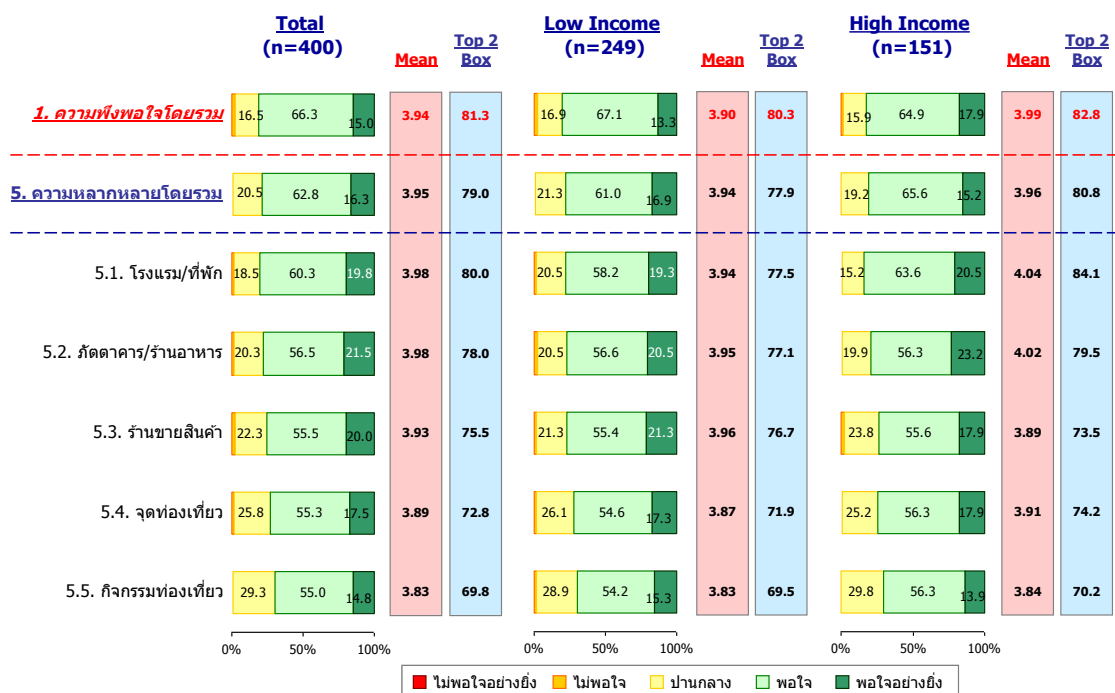 Total
(n=400)
Mean
Top 2
Box
Low Income
(n=249)
Mean
Top 2
Box
High Income
(n=151)
Mean
Top 2
Box
1. ความพึงพอใจโดยรวม 16.5 66.3 15.0 3.94 81.3 16.9 67.1 13.3 3.90 80.3 15.9 64.9 17.9 3.99 82.8
5. ความหลากหลายโดยรวม 20.5 62.8 16.3 3.95 79.0 21.3 61.0 16.9 3.94 77.9 19.2 65.6 15.2 3.96 80.8
5.1. โรงแรม/ที่พัก 18.5 60.3 19.8 3.98 80.0 20.5 58.2 19.3 3.94 77.5 15.2 63.6 20.5 4.04 84.1
5.2. ภัตตาคาร/ร้านอาหาร 20.3 56.5 21.5 3.98 78.0 20.5 56.6 20.5 3.95 77.1 19.9 56.3 23.2 4.02 79.5
5.3. ร้านขายสินค้า 22.3 55.5 20.0 3.93 75.5 21.3 55.4 21.3 3.96 76.7 23.8 55.6 17.9 3.89 73.5
5.4. จุดท่องเที่ยว 25.8 55.3 17.5 3.89 72.8 26.1 54.6 17.3 3.87 71.9 25.2 56.3 17.9 3.91 74.2
5.5. กิจกรรมท่องเที่ยว 29.3 55.0 14.8 3.83 69.8 28.9 54.2 15.3 3.83 69.5 29.8 56.3 13.9 3.84 70.2
0% 50% 100% 0% 50% 100% 0% 50% 100%
ไม่พอใจอย่างยิ่ง ไม่พอใจ ปานกลาง พอใจ พอใจอย่างยิ่ง